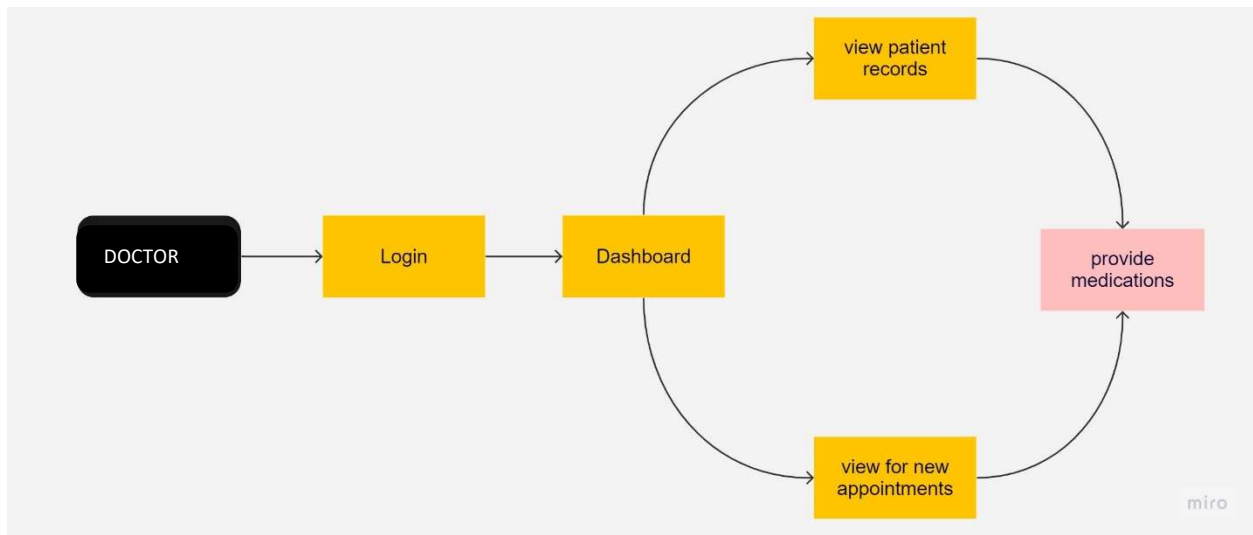 view patient
records
DOCTOR
Login
Dashboard
provide
medications
view for new
appointments
miro